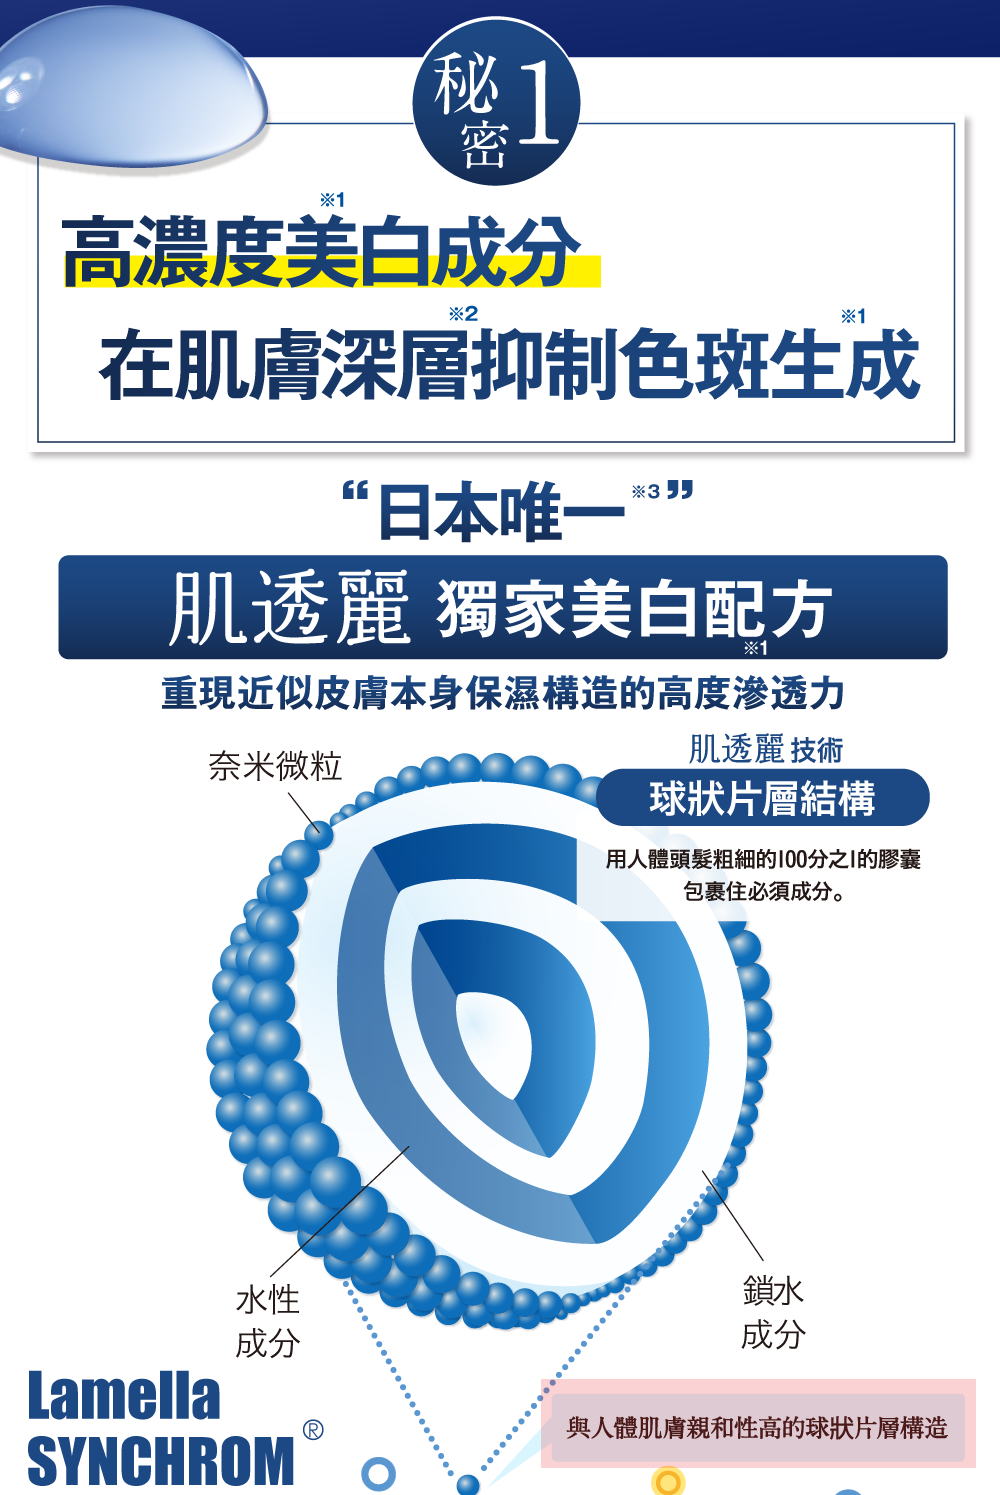 秘密1
※1
高濃度美白成分
※2 ※1
在肌膚深層抑制色斑生成
“日本唯一※3”
肌透麗 獨家美白配方
※1
重現近似皮膚本身保濕構造的高度滲透力
奈米微粒
肌透麗技術
球狀片層結構
用人體頭髮粗細的100分之1的膠囊
包裹住必須成分。
水性
成分
鎖水
成分
Lamella
SYNCHROM®
與人體肌膚親和性高的球狀片層構造